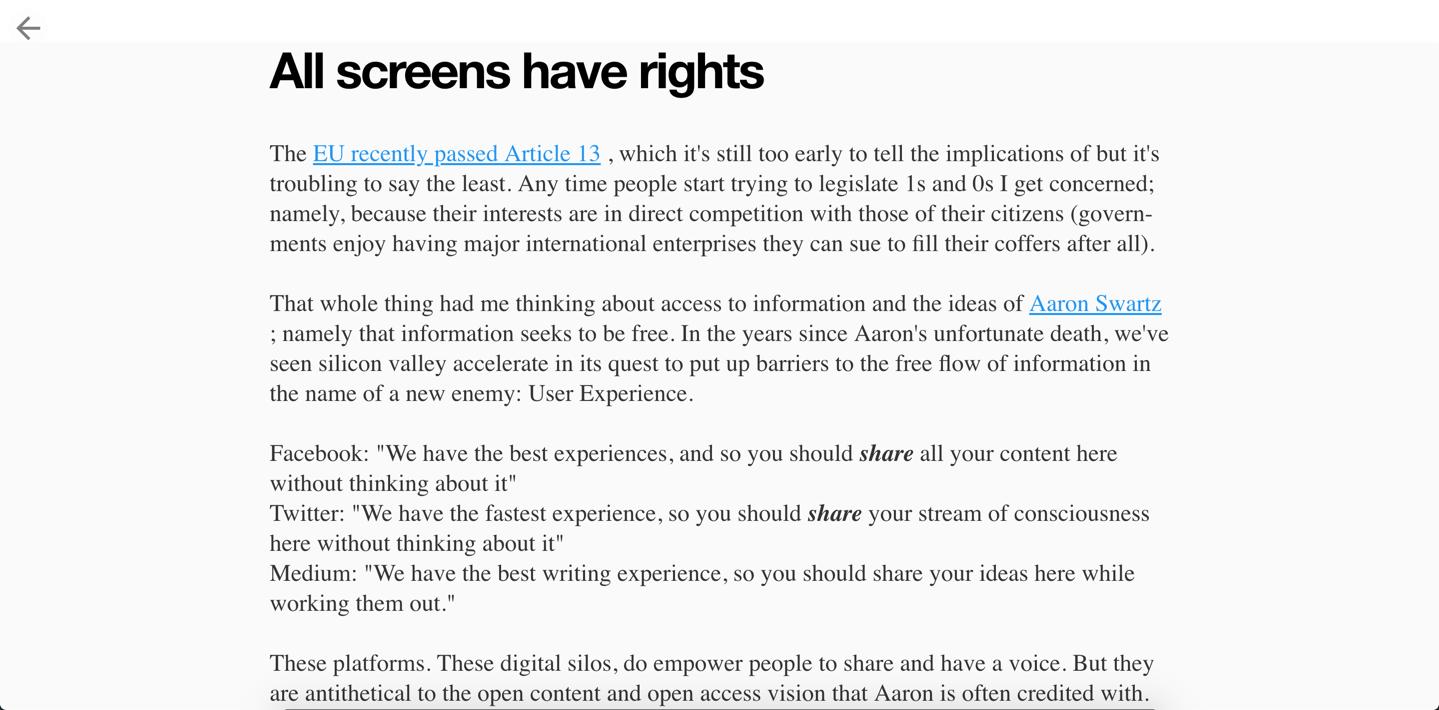 All screens have rights
The EU recently passed Article 13 , which it's still too early to tell the implications of but it's
troubling to say the least. Any time people start trying to legislate 1s and 0s I get concerned;
namely, because their interests are in direct competition with those of their citizens (govern-
ments enjoy having major international enterprises they can sue to fill their coffers after all).
That whole thing had me thinking about access to information and the ideas of Aaron Swartz
; namely that information seeks to be free. In the years since Aaron's unfortunate death, we've
seen silicon valley accelerate in its quest to put up barriers to the free flow of information in
the name of a new enemy: User Experience.
Facebook: "We have the best experiences, and so you should share all your content here
without thinking about it"
Twitter: "We have the fastest experience, so you should share your stream of consciousness
here without thinking about it"
Medium: "We have the best writing experience, so you should share your ideas here while
working them out."
These platforms. These digital silos, do empower people to share and have a voice. But they
are antithetical to the open content and open access vision that Aaron is often credited with.